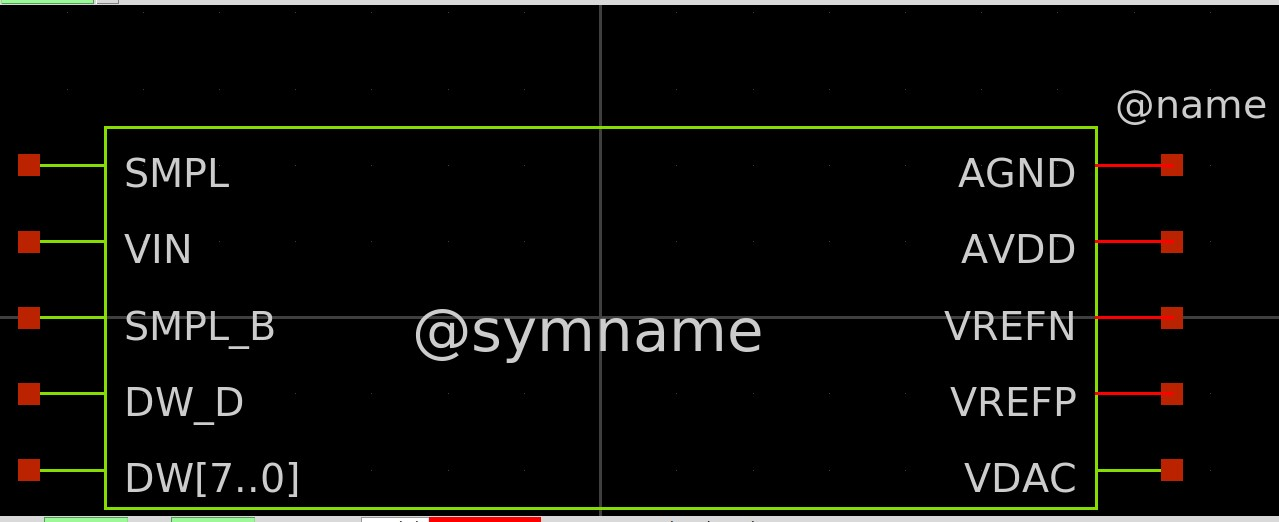 @name
SMPL AGND
VIN AVDD
SMPL_B @symname VREFN
DW_D VREFP
DW[7..0] VDAC